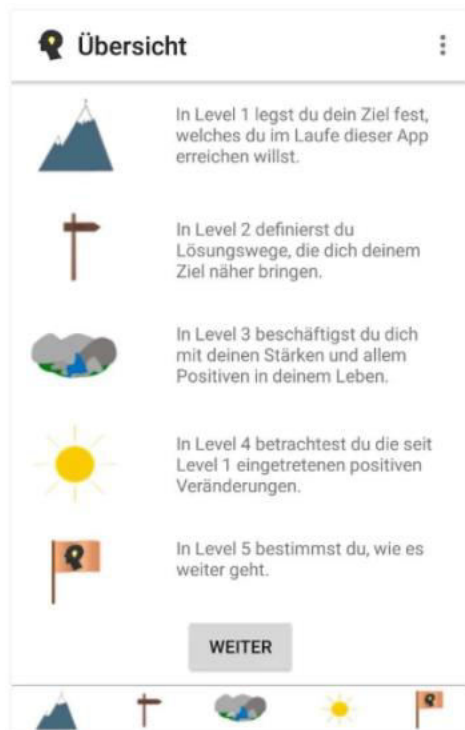 Übersicht
In Level 1 legst du dein Ziel fest,
welches du im Laufe dieser App
erreichen willst.
In Level 2 definierst du
Lösungswege, die dich deinem
Ziel näher bringen.
In Level 3 beschäftigst du dich
mit deinen Stärken und allem
Positiven in deinem Leben.
In Level 4 betrachtest du die seit
Level 1 eingetretenen positiven
Veränderungen.
In Level 5 bestimmst du, wie es
weiter geht.
WEITER